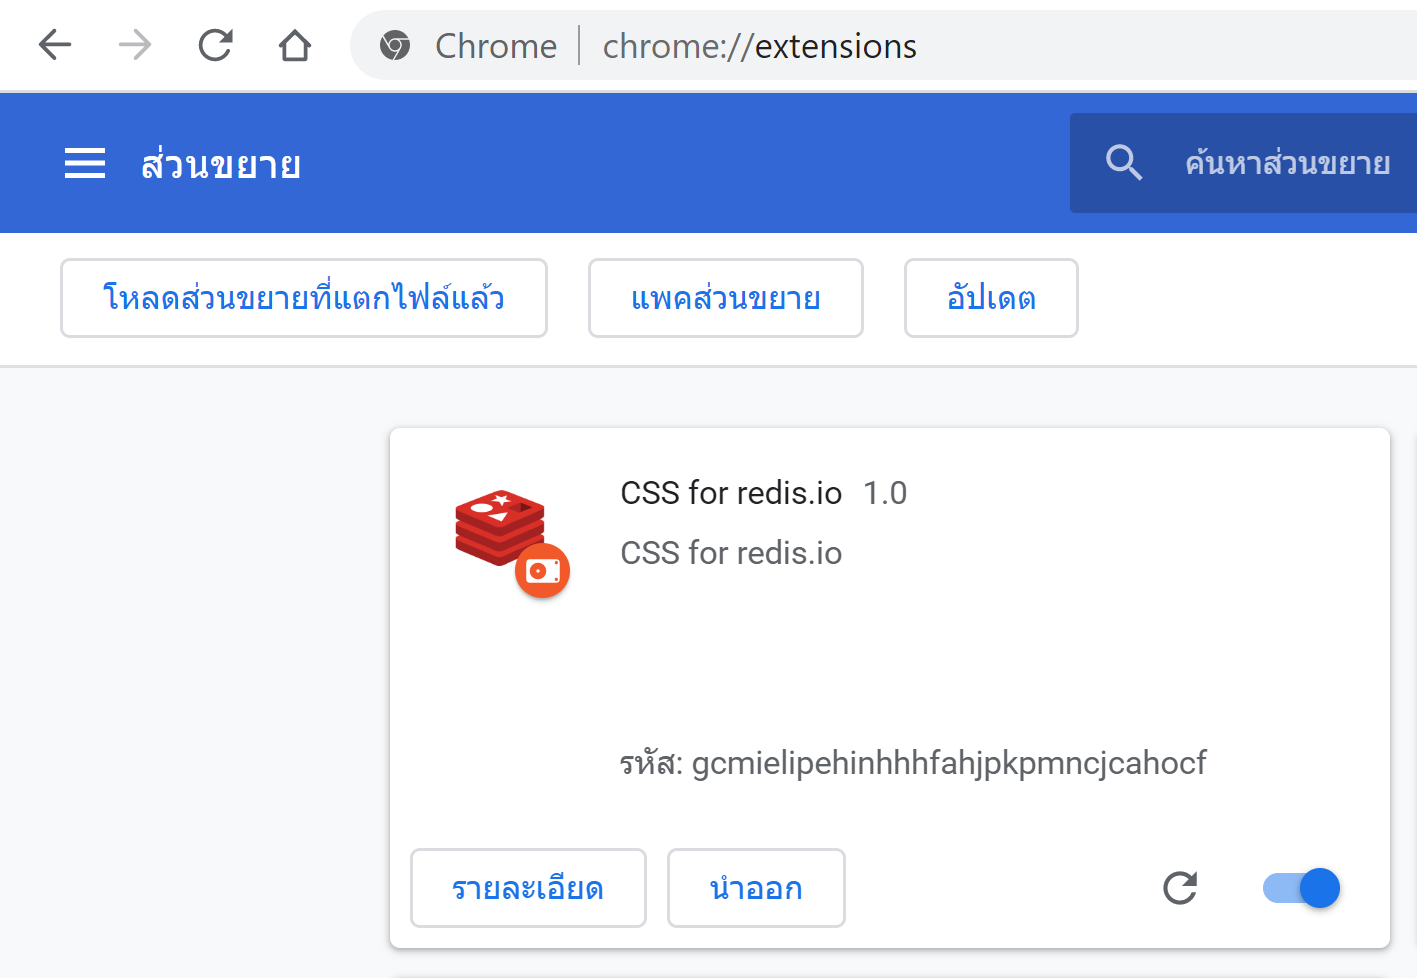 Chrome chrome://extensions
ส่วนขยาย
ค้นหาส่วนขยาย
โหลดส่วนขยายที่แตกไฟล์แล้ว แพคส่วนขยาย อัปเดต
CSS for redis.io 1.0
CSS for redis.io
รหัส: gcmielipehinhhhfahjpkpmncjcahocf
รายละเอียด นำออก